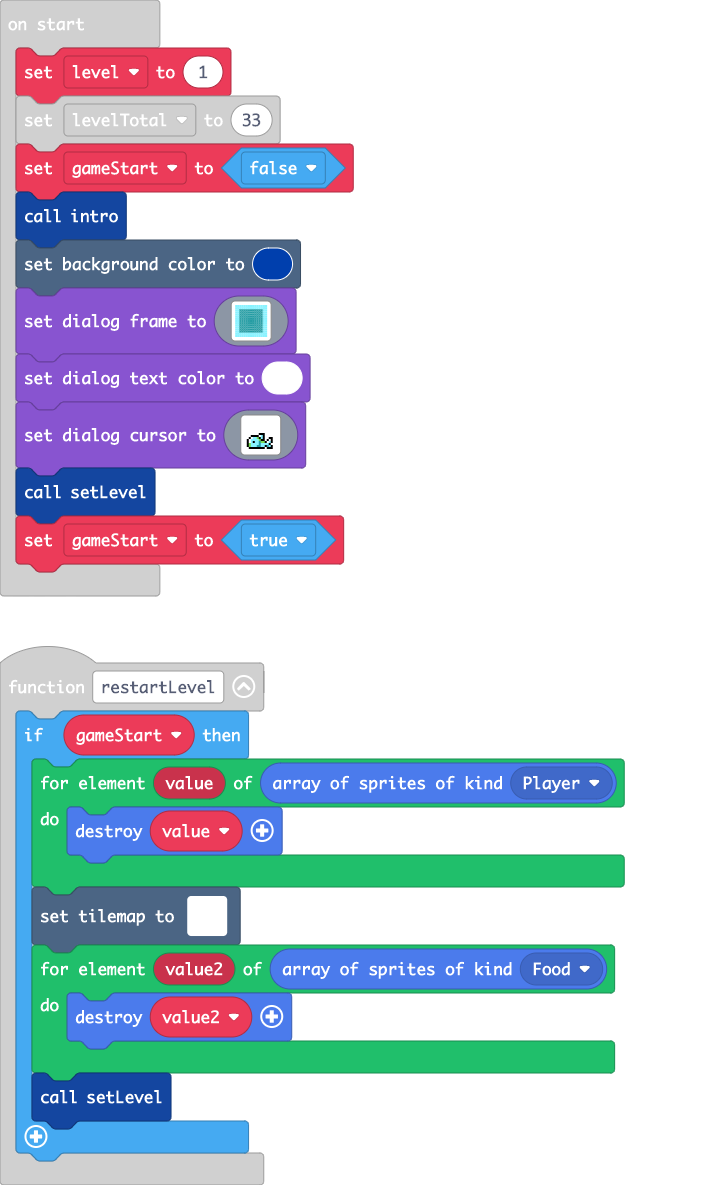 on start
set level to 1
set levelTotal to 33
set gameStart to false
call intro
set background color to
set dialog frame to
set dialog text color to
set dialog cursor to
call setLevel
set gameStart to true
function restartLevel
if gameStart then
for element value of array of sprites of kind Player
do
destroy value
set tilemap to
for element value2 of array of sprites of kind Food
do
destroy value2
call setLevel